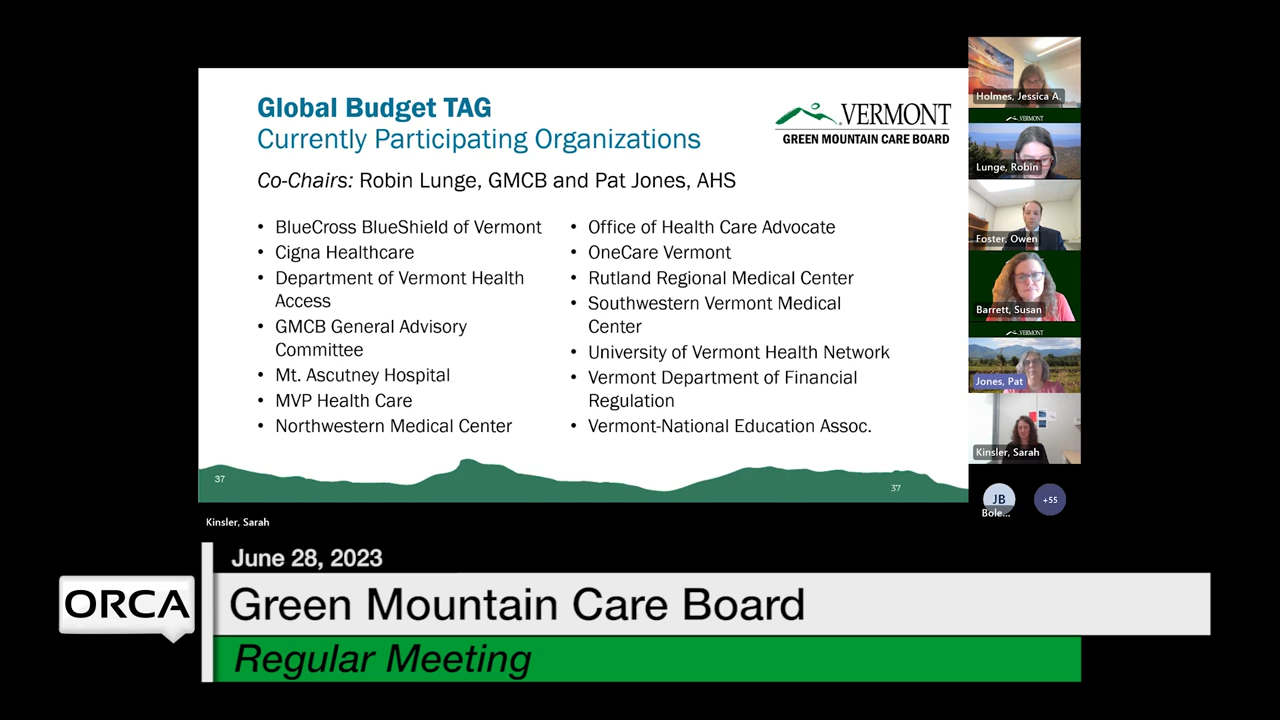 Global Budget TAG
Currently Participating Organizations
VERMONT
GREEN MOUNTAIN CARE BOARD
Co-Chairs: Robin Lunge, GMCB and Pat Jones, AHS
• BlueCross BlueShield of Vermont
• Cigna Healthcare
• Department of Vermont Health
Access
• GMCB General Advisory
Committee
• Mt. Ascutney Hospital
• MVP Health Care
• Northwestern Medical Center
• Office of Health Care Advocate
• OneCare Vermont
• Rutland Regional Medical Center
• Southwestern Vermont Medical
Center
• University of Vermont Health Network
• Vermont Department of Financial
Regulation
• Vermont-National Education Assoc.
37
37
Holmes, Jessica A.
VERMONT
Lunge, Robin
Foster, Owen
Barrett, Susan
VERMONT
Jones, Pat
Kinsler, Sarah
JB
Bole...
+55
Kinsler, Sarah
June 28, 2023
ORCA
Green Mountain Care Board
Regular Meeting